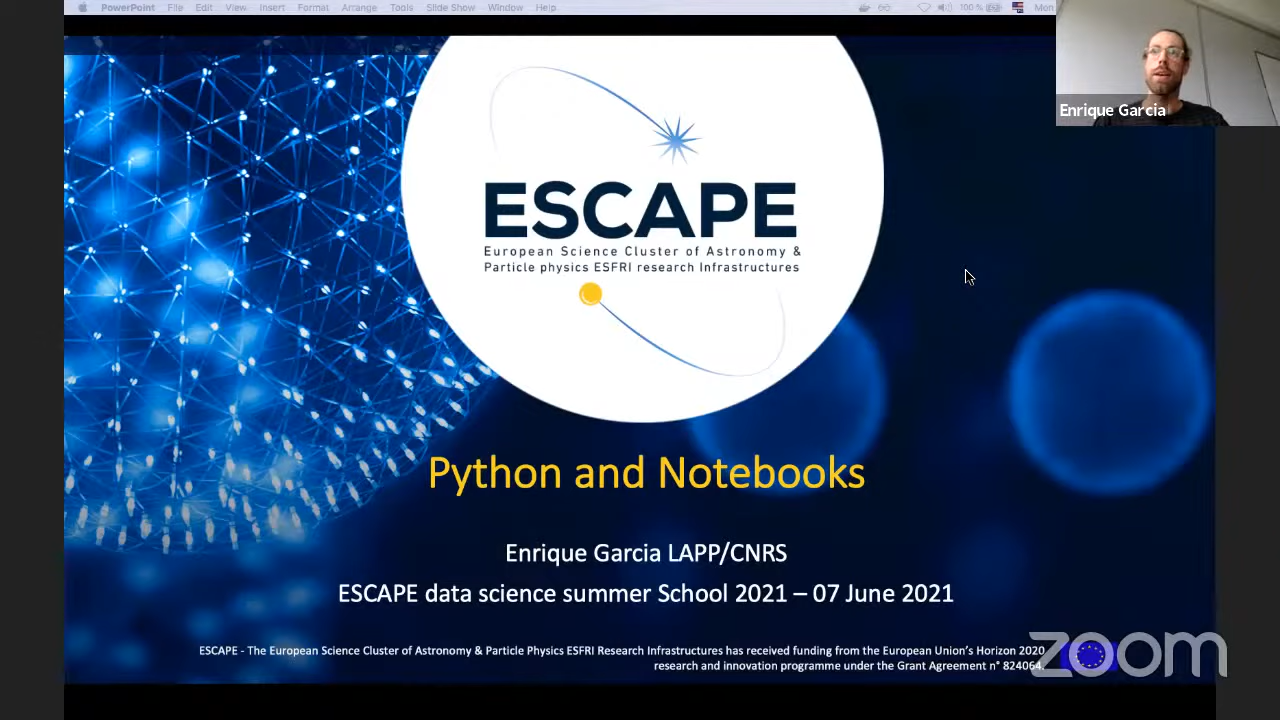 PowerPoint File Edit View Insert Format Arrange Tools Slide Show Window Help 100 % Mon
Enrique Garcia
ESCAPE
European Science Cluster of Astronomy &
Particle physics ESFRI research Infrastructures
Python and Notebooks
Enrique Garcia LAPP/CNRS
ESCAPE data science summer School 2021 – 07 June 2021
ESCAPE - The European Science Cluster of Astronomy & Particle Physics ESFRI Research Infrastructures has received funding from the European Union's Horizon 2020
research and innovation programme under the Grant Agreement n° 824064.
zoom